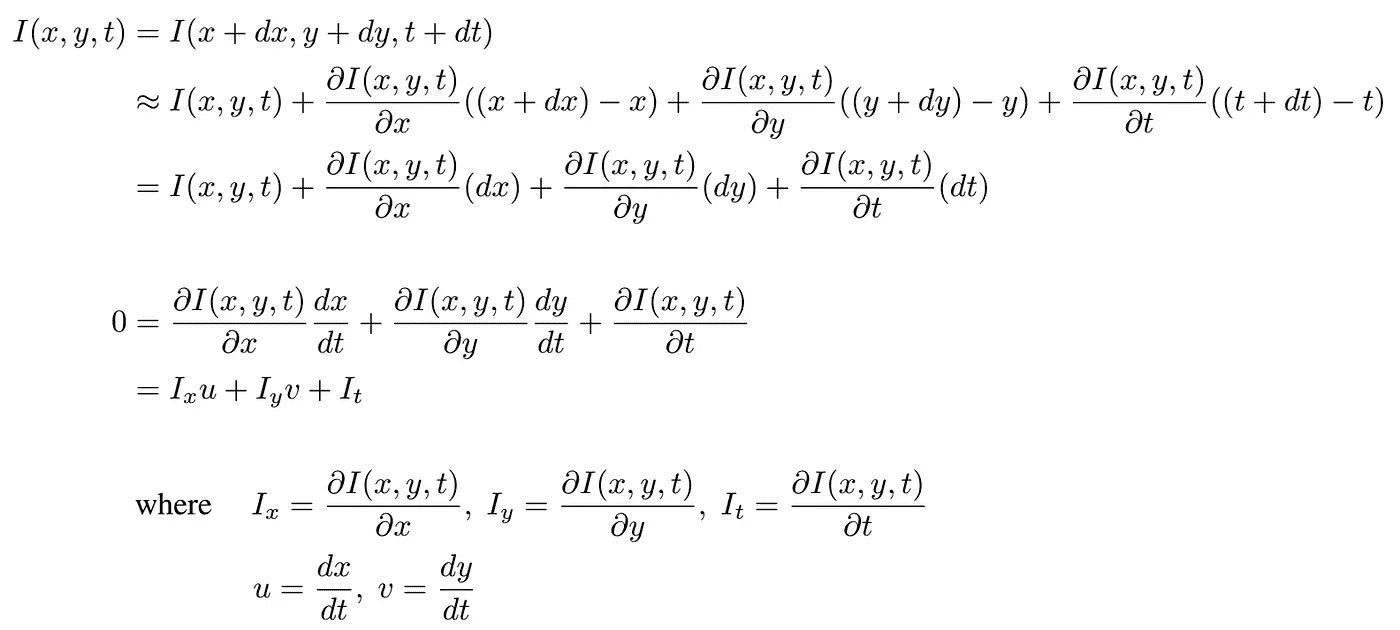 I(x, y, t) = I(x + dx, y + dy, t + dt)
≈ I(x, y, t) + ∂I(x, y, t)/∂x ((x + dx) − x) + ∂I(x, y, t)/∂y ((y + dy) − y) + ∂I(x, y, t)/∂t ((t + dt) − t)
= I(x, y, t) + ∂I(x, y, t)/∂x (dx) + ∂I(x, y, t)/∂y (dy) + ∂I(x, y, t)/∂t (dt)
0 = ∂I(x, y, t)/∂x dx/dt + ∂I(x, y, t)/∂y dy/dt + ∂I(x, y, t)/∂t
= I_x u + I_y v + I_t
where I_x = ∂I(x, y, t)/∂x, I_y = ∂I(x, y, t)/∂y, I_t = ∂I(x, y, t)/∂t
u = dx/dt, v = dy/dt